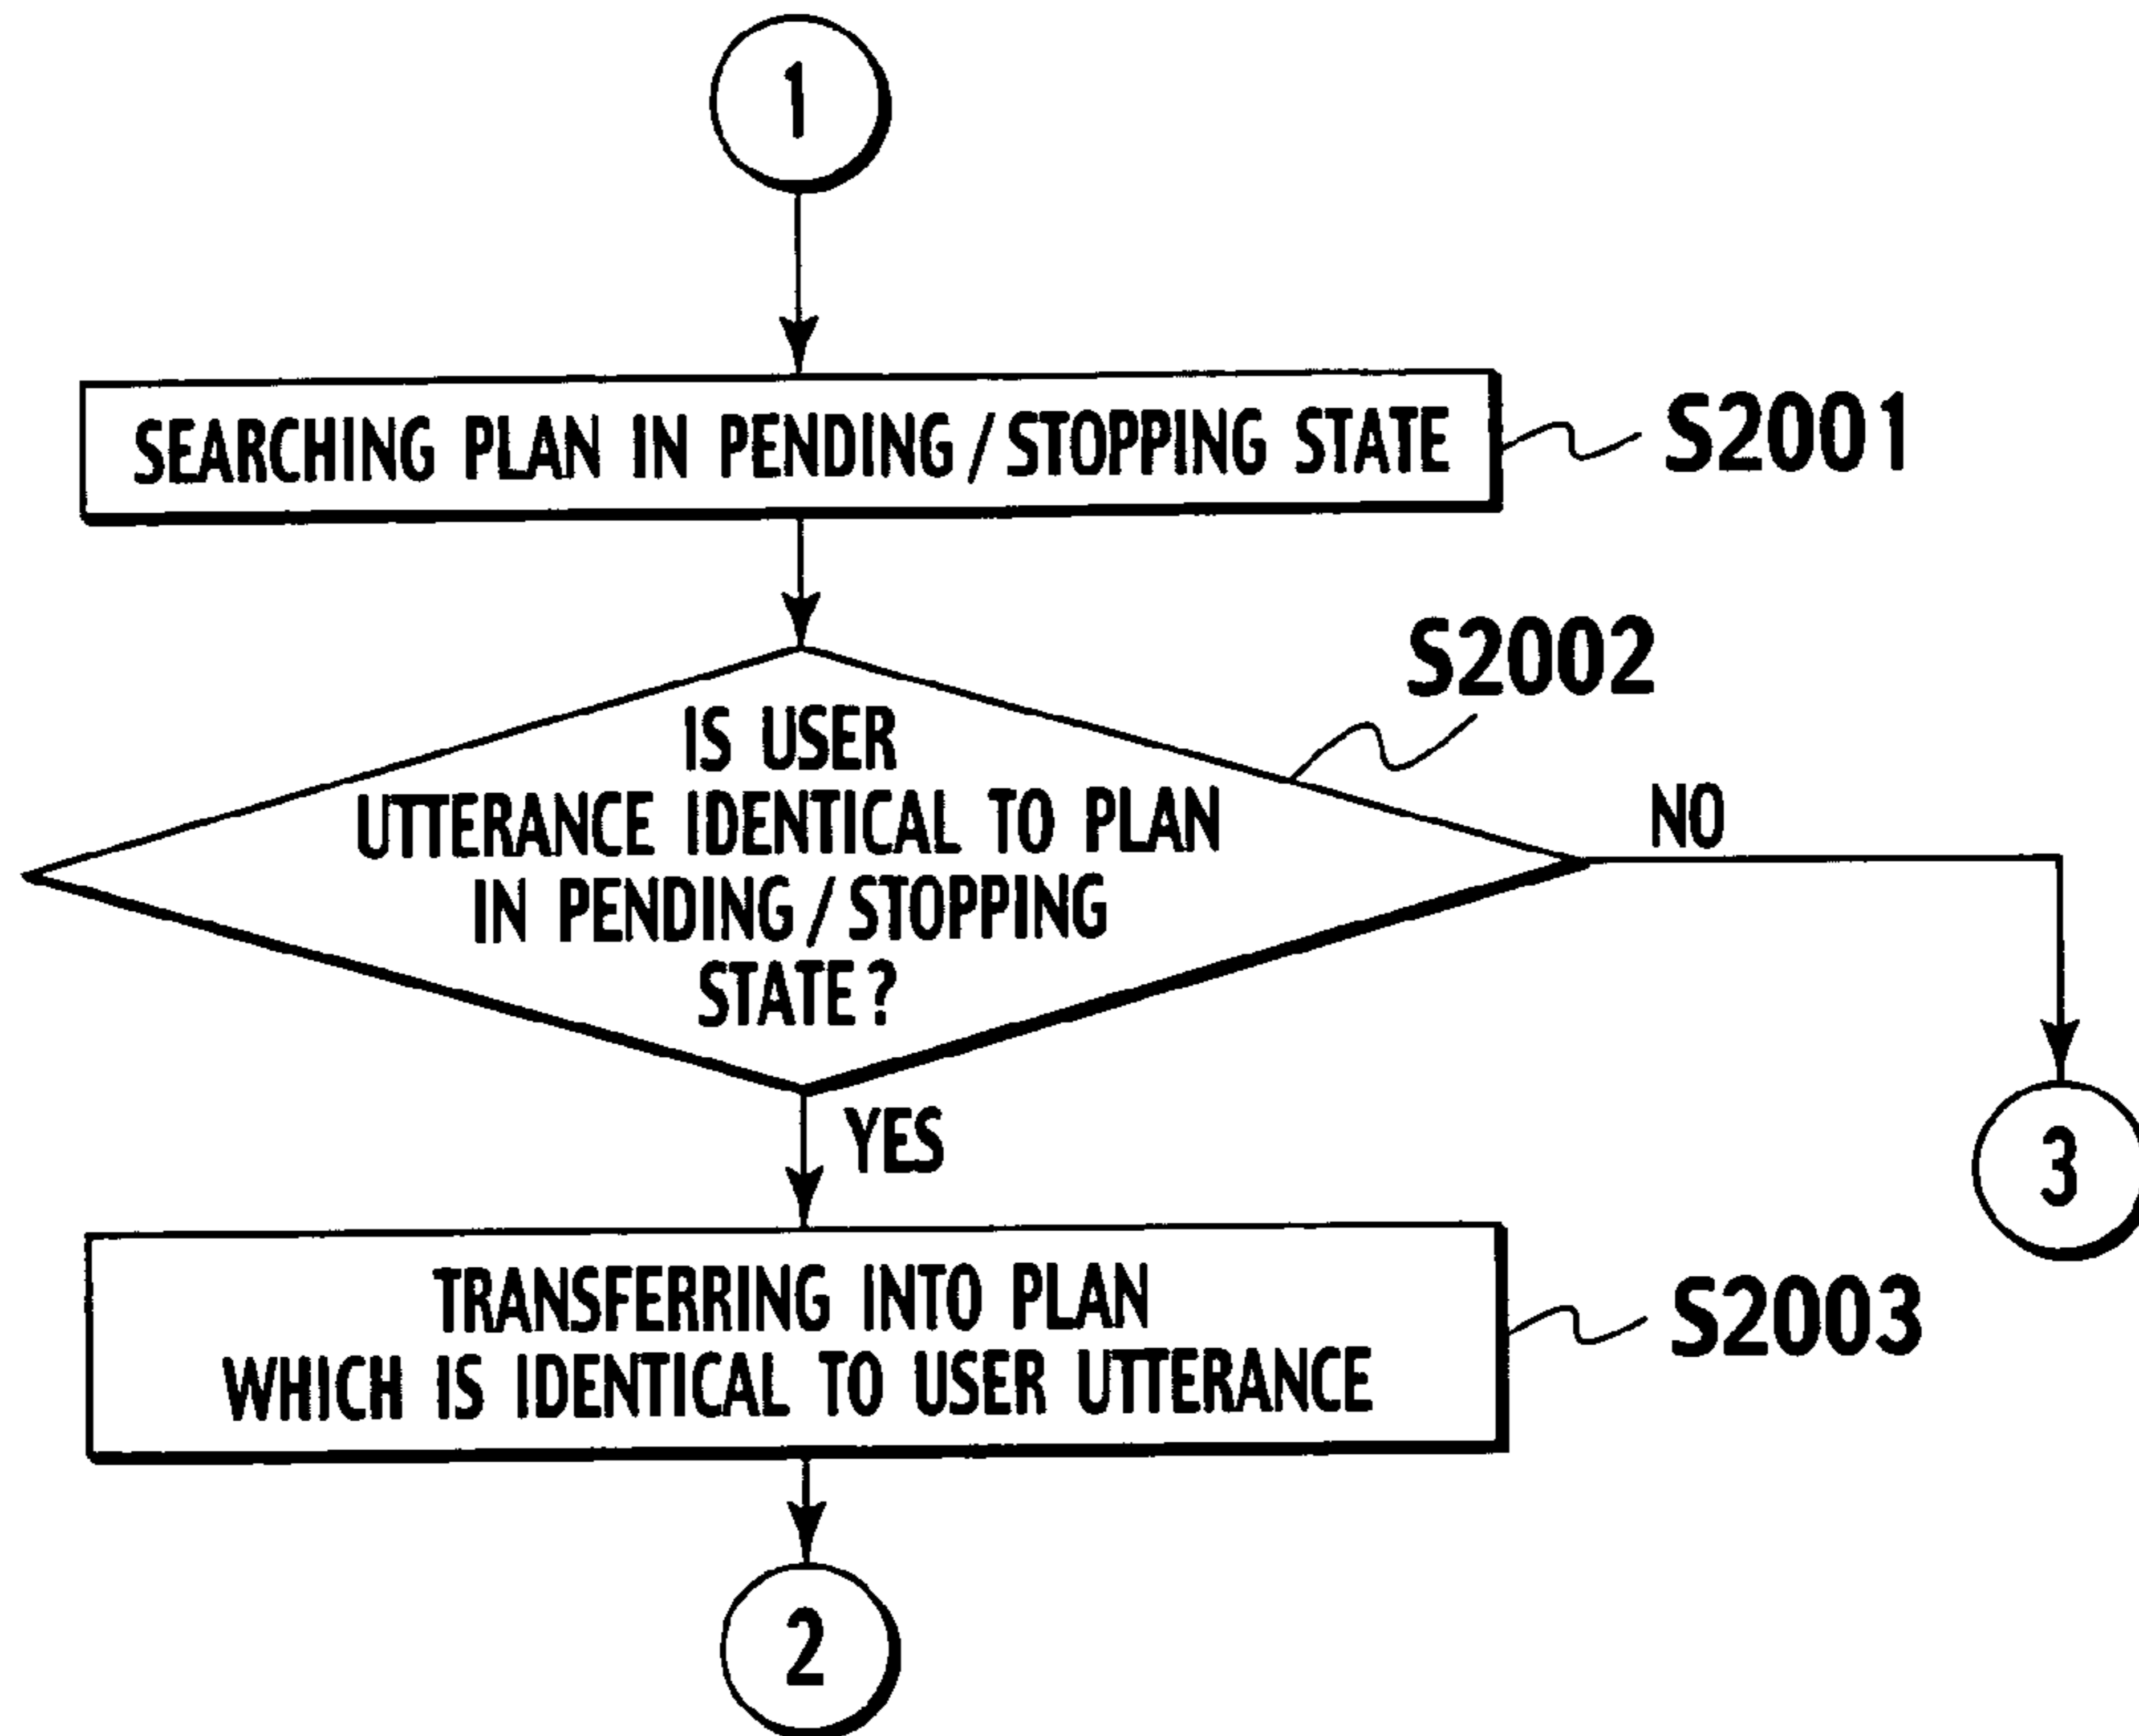 1
SEARCHING PLAN IN PENDING/STOPPING STATE
S2001
S2002
IS USER
UTTERANCE IDENTICAL TO PLAN
IN PENDING/STOPPING
STATE?
NO
YES
3
TRANSFERRING INTO PLAN
WHICH IS IDENTICAL TO USER UTTERANCE
S2003
2